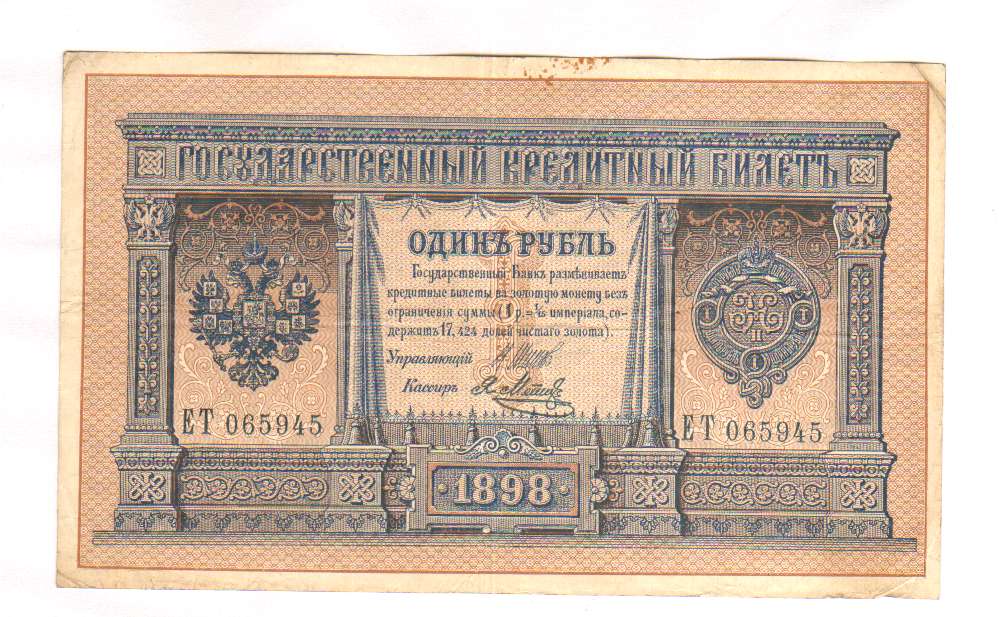 ГОСУДАРСТВЕННЫЙ КРЕДИТНЫЙ БИЛЕТЪ
ОДИНЪ РУБЛЬ
Государственный Банкъ размѣниваетъ
кредитные билеты на золотую монету безъ
ограниченія суммы (1 р. = 1/15 имперіала, со-
держитъ 17,424 долей чистаго золота).
Управляющій
Кассиръ
ЕТ 065945
ЕТ 065945
1898